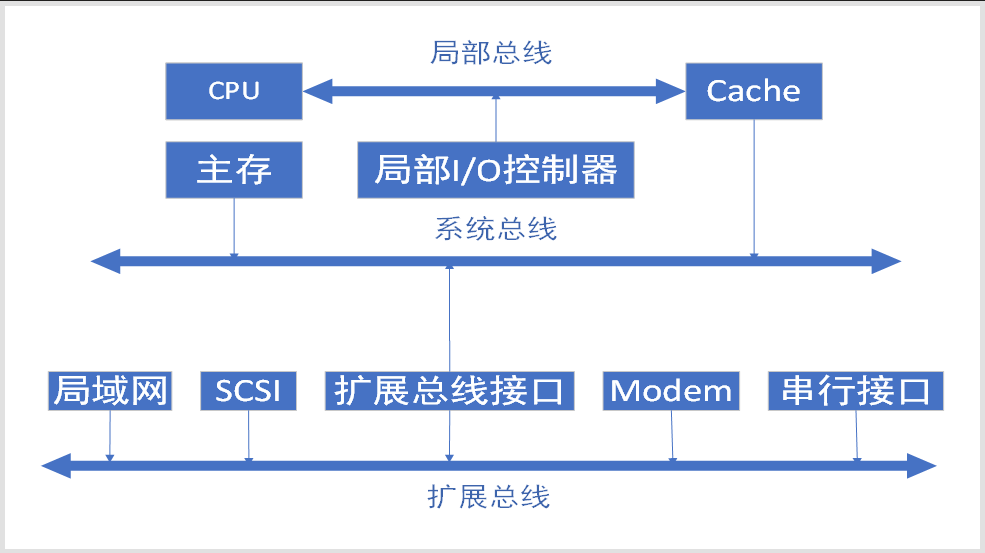 局部总线
CPU
Cache
主存
局部I/O控制器
系统总线
局域网
SCSI
扩展总线接口
Modem
串行接口
扩展总线